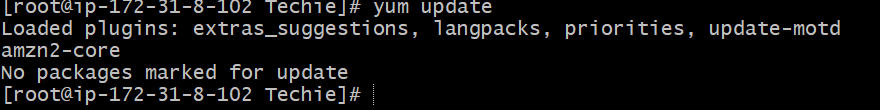 [root@ip-172-31-8-102 Techie]# yum update
Loaded plugins: extras_suggestions, langpacks, priorities, update-motd
amzn2-core
No packages marked for update
[root@ip-172-31-8-102 Techie]#